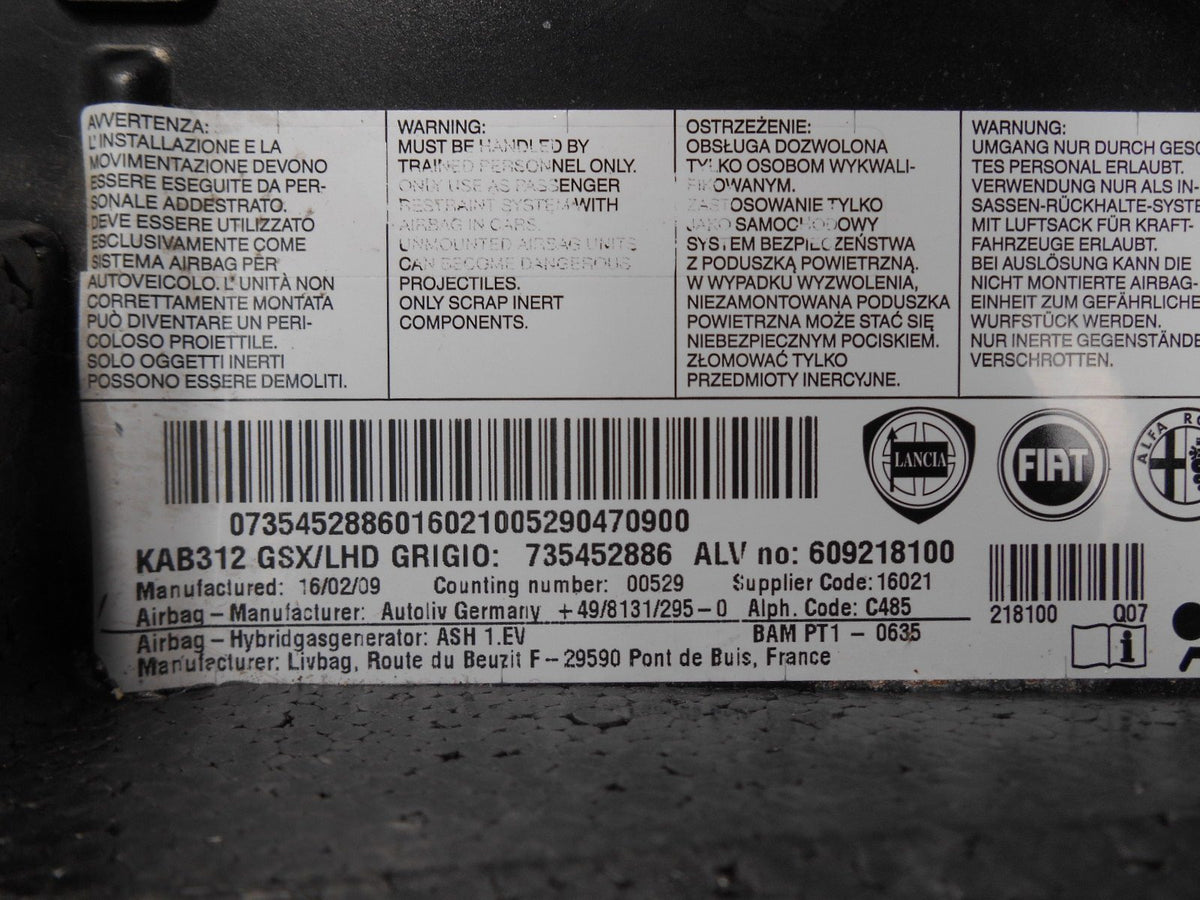 AVVERTENZA:
L'INSTALLAZIONE E LA
MOVIMENTAZIONE DEVONO
ESSERE ESEGUITE DA PER-
SONALE ADDESTRATO.
DEVE ESSERE UTILIZZATO
ESCLUSIVAMENTE COME
SISTEMA AIRBAG PER
AUTOVEICOLO. L'UNITÀ NON
CORRETTAMENTE MONTATA
PUÒ DIVENTARE UN PERI-
COLOSO PROIETTILE.
SOLO OGGETTI INERTI
POSSONO ESSERE DEMOLITI.
WARNING:
MUST BE HANDLED BY
TRAINED PERSONNEL ONLY.
ONLY USE AS PASSENGER
RESTRAINT SYSTEM WITH
AIRBAG IN CARS.
UNMOUNTED AIRBAG UNITS
CAN BECOME DANGEROUS
PROJECTILES.
ONLY SCRAP INERT
COMPONENTS.
OSTRZEŻENIE:
OBSŁUGA DOZWOLONA
TYLKO OSOBOM WYKWALI-
FIKOWANYM.
ZASTOSOWANIE TYLKO
JAKO SAMOCHODOWY
SYSTEM BEZPIECZEŃSTWA
Z PODUSZKĄ POWIETRZNĄ.
W WYPADKU WYZWOLENIA,
NIEZAMONTOWANA PODUSZKA
POWIETRZNA MOŻE STAĆ SIĘ
NIEBEZPIECZNYM POCISKIEM.
ZŁOMOWAĆ TYLKO
PRZEDMIOTY INERCYJNE.
WARNUNG:
UMGANG NUR DURCH GESC
TES PERSONAL ERLAUBT.
VERWENDUNG NUR ALS IN-
SASSEN-RÜCKHALTE-SYSTE
MIT LUFTSACK FÜR KRAFT-
FAHRZEUGE ERLAUBT.
BEI AUSLÖSUNG KANN DIE
NICHT MONTIERTE AIRBAG-
EINHEIT ZUM GEFÄHRLICHE
WURFSTÜCK WERDEN.
NUR INERTE GEGENSTÄNDE
VERSCHROTTEN.
LANCIA
FIAT
ALFA RO
07354528860160210052904709​00
KAB312 GSX/LHD GRIGIO: 735452886 ALV no: 609218100
Manufactured: 16/02/09 Counting number: 00529 Supplier Code: 16021
Airbag - Manufacturer: Autoliv Germany +49/8131/295-0 Alph. Code: C485
Airbag - Hybridgasgenerator: ASH 1.EV BAM PT1 - 0635
Manufacturer: Livbag, Route du Beuzit F-29590 Pont de Buis, France
218100 Q07
i